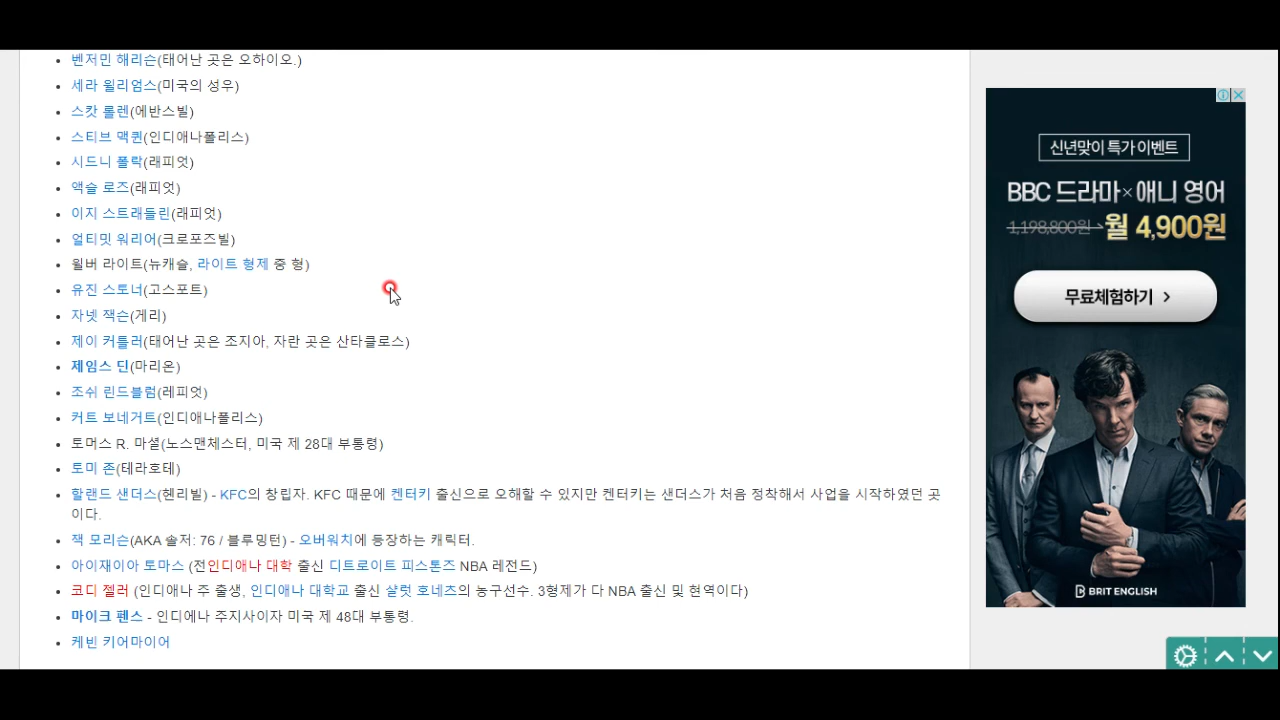 벤저민 해리슨(태어난 곳은 오하이오.)
세라 윌리엄스(미국의 성우)
스캇 롤렌(에반스빌)
스티브 맥퀸(인디애나폴리스)
시드니 폴락(래피엇)
액슬 로즈(래피엇)
이지 스트래들린(래피엇)
얼티밋 워리어(크로포즈빌)
윌버 라이트(뉴캐슬, 라이트 형제 중 형)
유진 스토너(고스포트)
자넷 잭슨(게리)
제이 커틀러(태어난 곳은 조지아, 자란 곳은 산타클로스)
제임스 딘(마리온)
조쉬 린드블럼(레피엇)
커트 보네거트(인디애나폴리스)
토머스 R. 마셜(노스맨체스터, 미국 제 28대 부통령)
토미 존(테라호테)
할랜드 샌더스(헨리빌) - KFC의 창립자. KFC 때문에 켄터키 출신으로 오해할 수 있지만 켄터키는 샌더스가 처음 정착해서 사업을 시작하였던 곳
이다.
잭 모리슨(AKA 솔저: 76 / 블루밍턴) - 오버워치에 등장하는 캐릭터.
아이재이아 토마스 (전인디애나 대학 출신 디트로이트 피스톤즈 NBA 레전드)
코디 젤러 (인디애나 주 출생, 인디애나 대학교 출신 샬럿 호네츠의 농구선수. 3형제가 다 NBA 출신 및 현역이다)
마이크 펜스 - 인디에나 주지사이자 미국 제 48대 부통령.
케빈 키어마이어
신년맞이 특가 이벤트
BBC 드라마×애니 영어
1,198,800원→월 4,900원
무료체험하기 >
BRIT ENGLISH